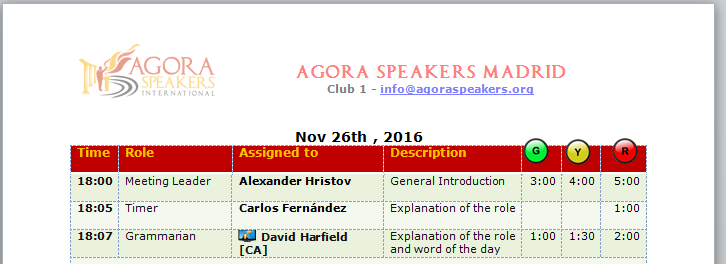 AGORA
SPEAKERS
INTERNATIONAL
AGORA SPEAKERS MADRID
Club 1 - info@agoraspeakers.org
Nov 26th , 2016
Time Role Assigned to Description G Y R
18:00 Meeting Leader Alexander Hristov General Introduction 3:00 4:00 5:00
18:05 Timer Carlos Fernández Explanation of the role 1:00
18:07 Grammarian David Harfield Explanation of the role 1:00 1:30 2:00
[CA] and word of the day